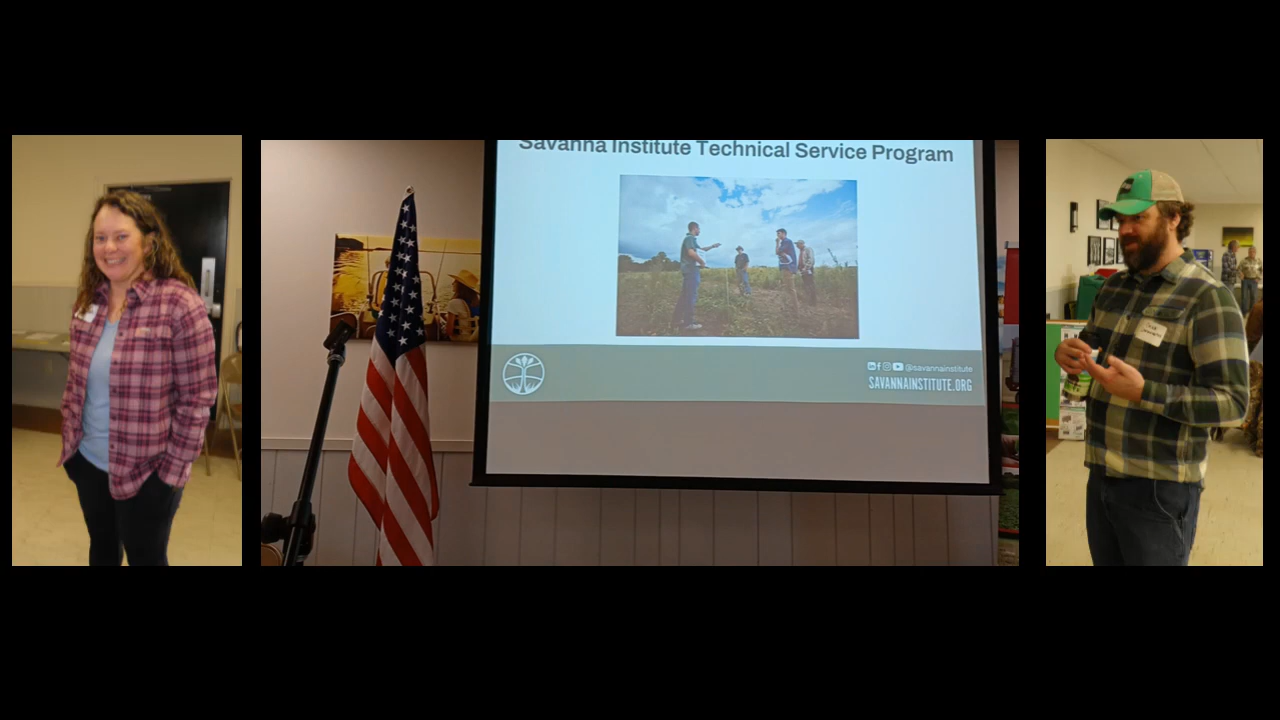 Savanna Institute Technical Service Program
@savannainstitute
SAVANNAINSTITUTE.ORG